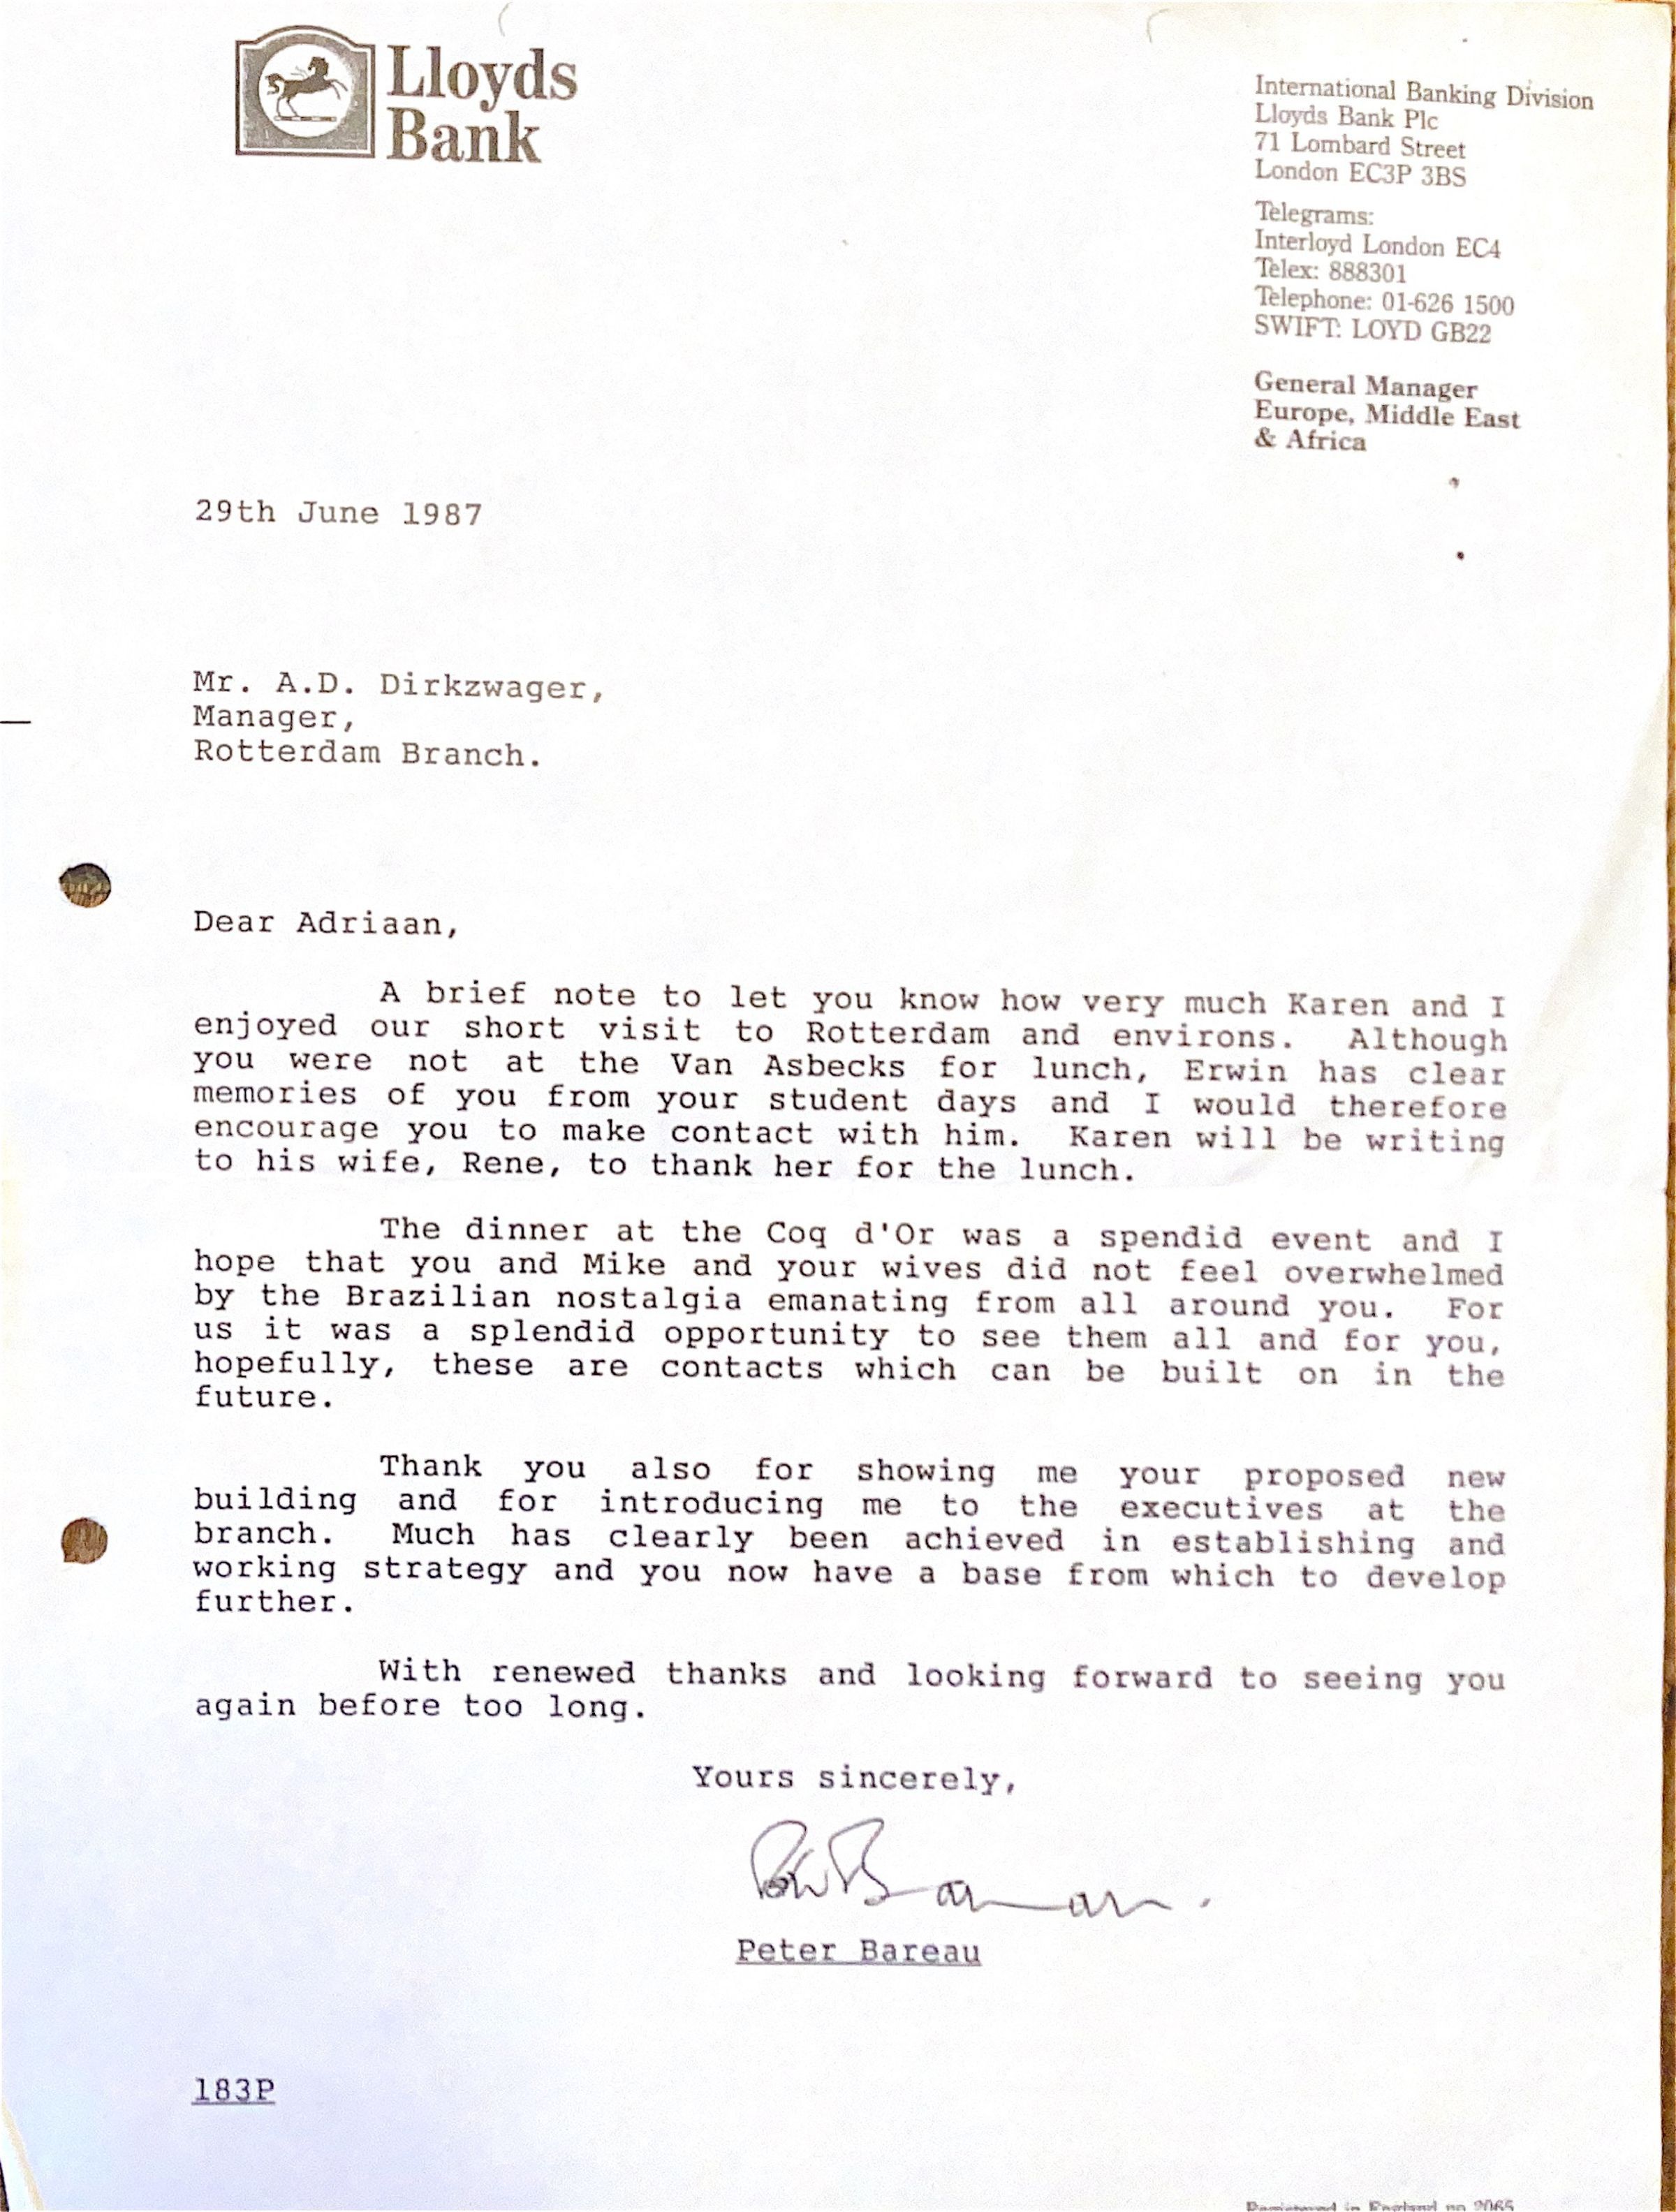 Lloyds
Bank
International Banking Division
Lloyds Bank Plc
71 Lombard Street
London EC3P 3BS
Telegrams:
Interloyd London EC4
Telex: 888301
Telephone: 01-626 1500
SWIFT: LOYD GB22
General Manager
Europe, Middle East
& Africa
29th June 1987
Mr. A.D. Dirkzwager,
Manager,
Rotterdam Branch.
Dear Adriaan,
A brief note to let you know how very much Karen and I
enjoyed our short visit to Rotterdam and environs. Although
you were not at the Van Asbecks for lunch, Erwin has clear
memories of you from your student days and I would therefore
encourage you to make contact with him. Karen will be writing
to his wife, Rene, to thank her for the lunch.
The dinner at the Coq d'Or was a spendid event and I
hope that you and Mike and your wives did not feel overwhelmed
by the Brazilian nostalgia emanating from all around you. For
us it was a splendid opportunity to see them all and for you,
hopefully, these are contacts which can be built on in the
future.
Thank you also for showing me your proposed new
building and for introducing me to the executives at the
branch. Much has clearly been achieved in establishing and
working strategy and you now have a base from which to develop
further.
With renewed thanks and looking forward to seeing you
again before too long.
Yours sincerely,
Peter Bareau
183P
Registered in England no 2065